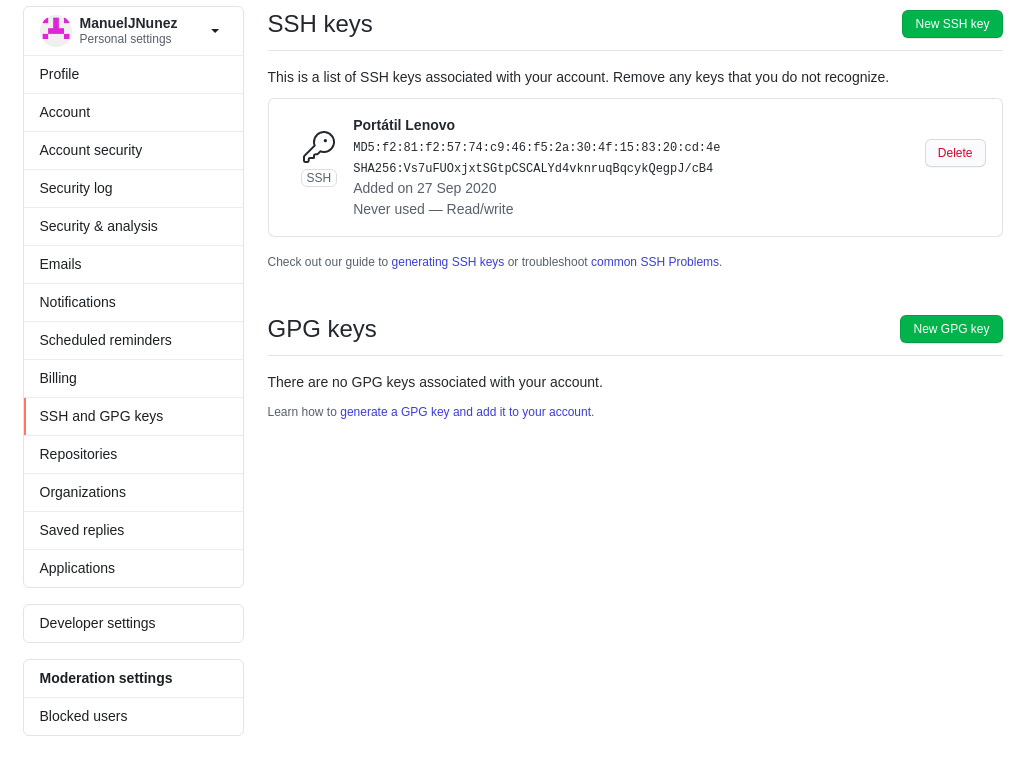 ManuelJNunez
Personal settings
Profile
Account
Account security
Security log
Security & analysis
Emails
Notifications
Scheduled reminders
Billing
SSH and GPG keys
Repositories
Organizations
Saved replies
Applications
Developer settings
Moderation settings
Blocked users
SSH keys
New SSH key
This is a list of SSH keys associated with your account. Remove any keys that you do not recognize.
SSH
Portátil Lenovo
MD5:f2:81:f2:57:74:c9:46:f5:2a:30:4f:15:83:20:cd:4e
SHA256:Vs7uFUOxjxtSGtpCSCALYd4vknruqBqcykQegpJ/cB4
Added on 27 Sep 2020
Never used — Read/write
Delete
Check out our guide to generating SSH keys or troubleshoot common SSH Problems.
GPG keys
New GPG key
There are no GPG keys associated with your account.
Learn how to generate a GPG key and add it to your account.